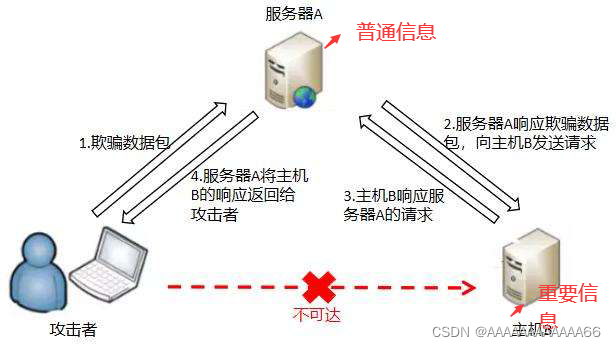 服务器A
普通信息
1.欺骗数据包
2.服务器A响应欺骗数据
包，向主机B发送请求
4.服务器A将主机
B的响应返回给
攻击者
3.主机B响应服
务器A的请求
不可达
重要信
息
攻击者
主机B
CSDN @AAAAAAAAAAAA66